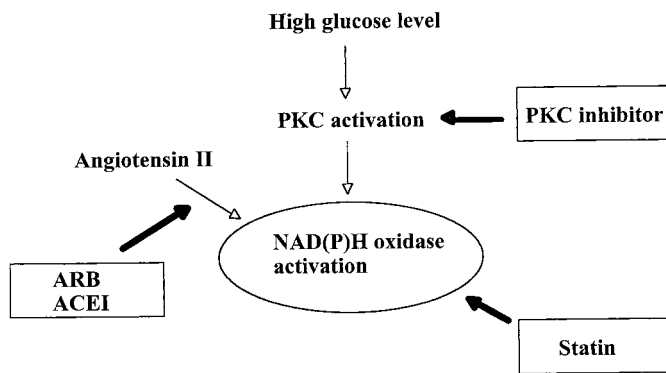 High glucose level
PKC activation
PKC inhibitor
Angiotensin II
NAD(P)H oxidase
activation
ARB
ACEI
Statin